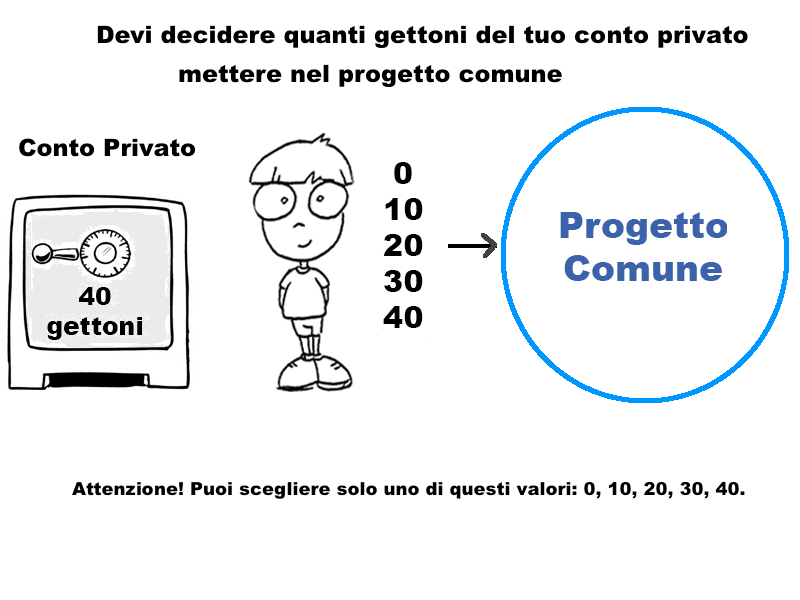 Devi decidere quanti gettoni del tuo conto privato
mettere nel progetto comune
Conto Privato
40
gettoni
0
10
20
30
40
Progetto
Comune
Attenzione! Puoi scegliere solo uno di questi valori: 0, 10, 20, 30, 40.